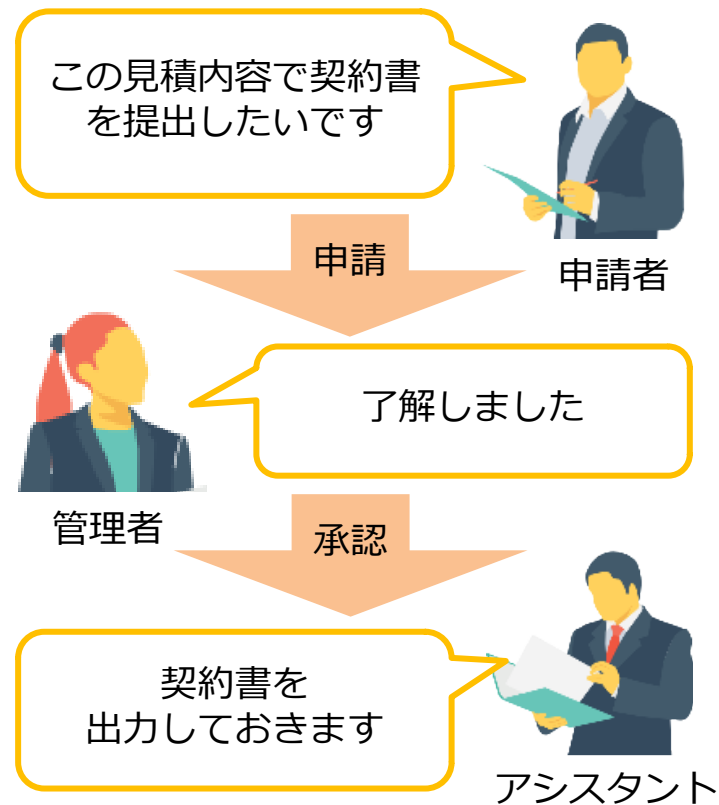 この見積内容で契約書
を提出したいです
申請
申請者
了解しました
管理者
承認
契約書を
出力しておきます
アシスタント